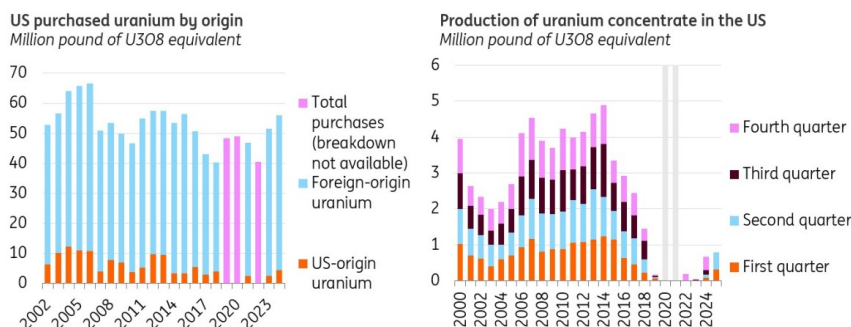 US purchased uranium by origin
Million pound of U3O8 equivalent
70
60
50
40
30
20
10
0
2002
2005
2008
2011
2014
2017
2020
2023
Total
purchases
(breakdown
not available)
Foreign-origin
uranium
US-origin
uranium
Production of uranium concentrate in the US
Million pound of U3O8 equivalent
6
5
4
3
2
1
0
2000
2002
2004
2006
2008
2010
2012
2014
2016
2018
2020
2022
2024
Fourth quarter
Third quarter
Second quarter
First quarter